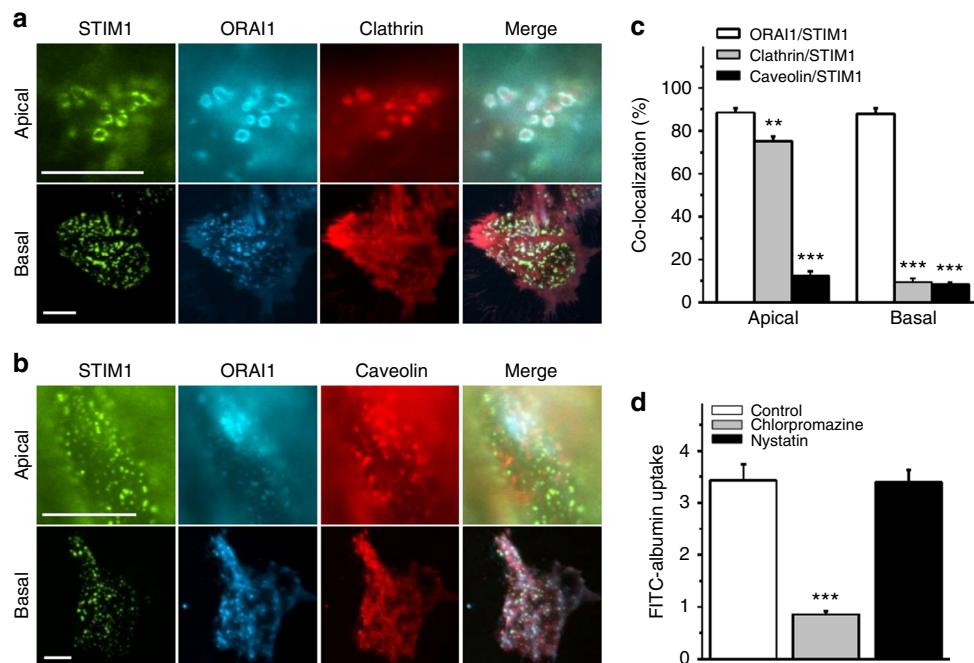 a
STIM1 ORAI1 Clathrin Merge
Apical
Basal
b
STIM1 ORAI1 Caveolin Merge
Apical
Basal
c
ORAI1/STIM1
Clathrin/STIM1
Caveolin/STIM1
Co-localization (%)
100
80
60
40
20
0
**
***
***
***
Apical Basal
d
Control
Chlorpromazine
Nystatin
FITC-albumin uptake
4
3
2
1
0
***